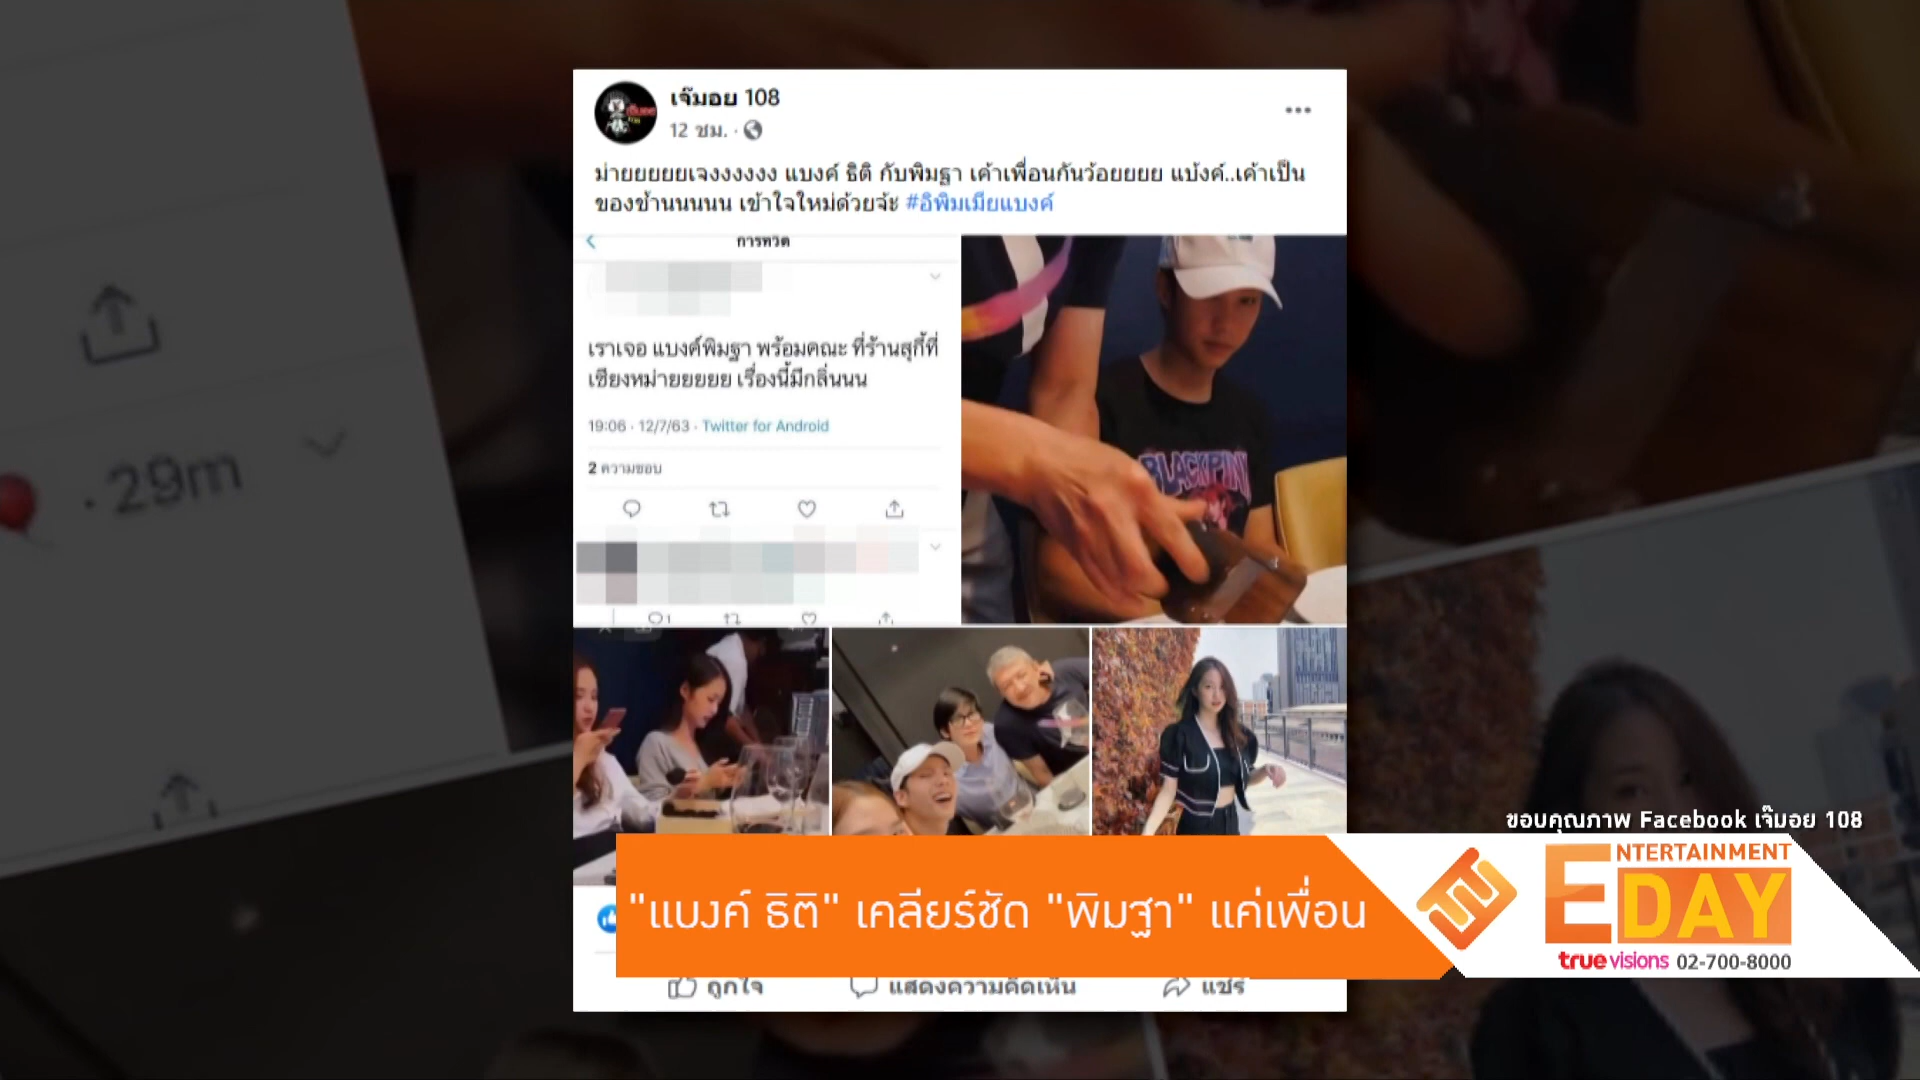 เจ๊มอย 108
12 ชม.
ม่ายยยยยเจงงงงงง แบงค์ ธิติ กับพิมฐา เค้าเพื่อนกันว้อยยยย แบ้งค์..เค้าเป็น
ของข้านนนนน เข้าใจใหม่ด้วยจ้ะ #อิพิมเมียแบงค์
การทวีต
เราเจอ แบงค์พิมฐา พร้อมคณะ ที่ร้านสุกี้ที่
เชียงหม่ายยยยย เรื่องนี้มีกลิ่นนน
19:06 · 12/7/63 · Twitter for Android
2 ความชอบ
1
BLACKPIN
· 29m
ขอบคุณภาพ Facebook เจ๊มอย 108
"แบงค์ ธิติ" เคลียร์ชัด "พิมฐา" แค่เพื่อน
ENTERTAINMENT
DAY
truevisions 02-700-8000
ถูกใจ
แสดงความคิดเห็น
แชร์